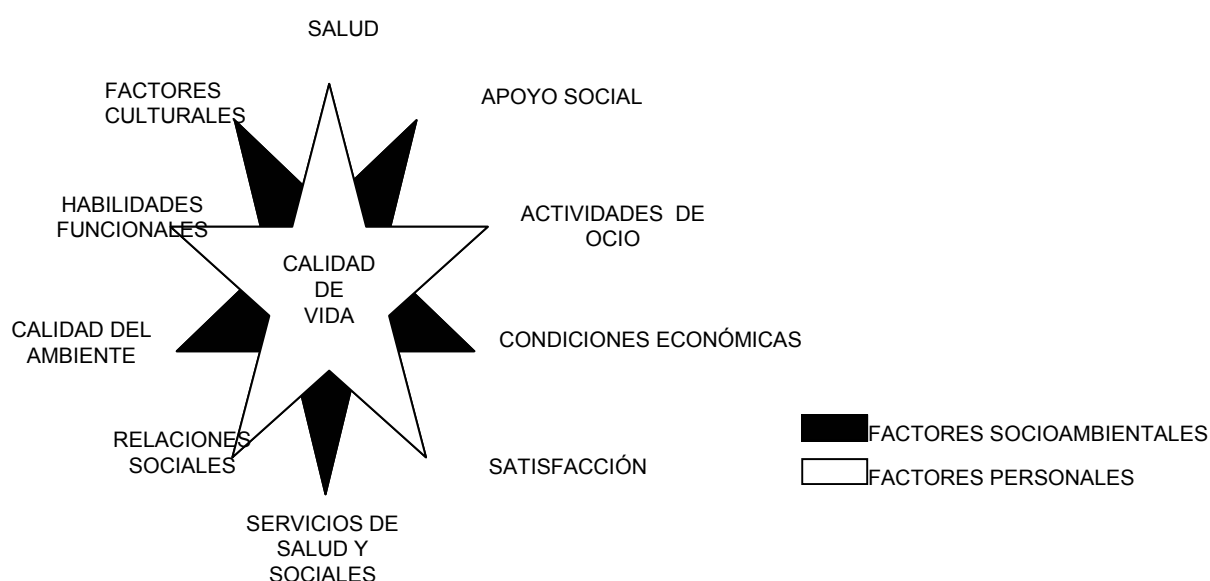 SALUD
FACTORES
CULTURALES
APOYO SOCIAL
HABILIDADES
FUNCIONALES
ACTIVIDADES DE
OCIO
CALIDAD
DE
VIDA
CALIDAD DEL
AMBIENTE
CONDICIONES ECONÓMICAS
RELACIONES
SOCIALES
SATISFACCIÓN
SERVICIOS DE
SALUD Y
SOCIALES
FACTORES SOCIOAMBIENTALES
FACTORES PERSONALES